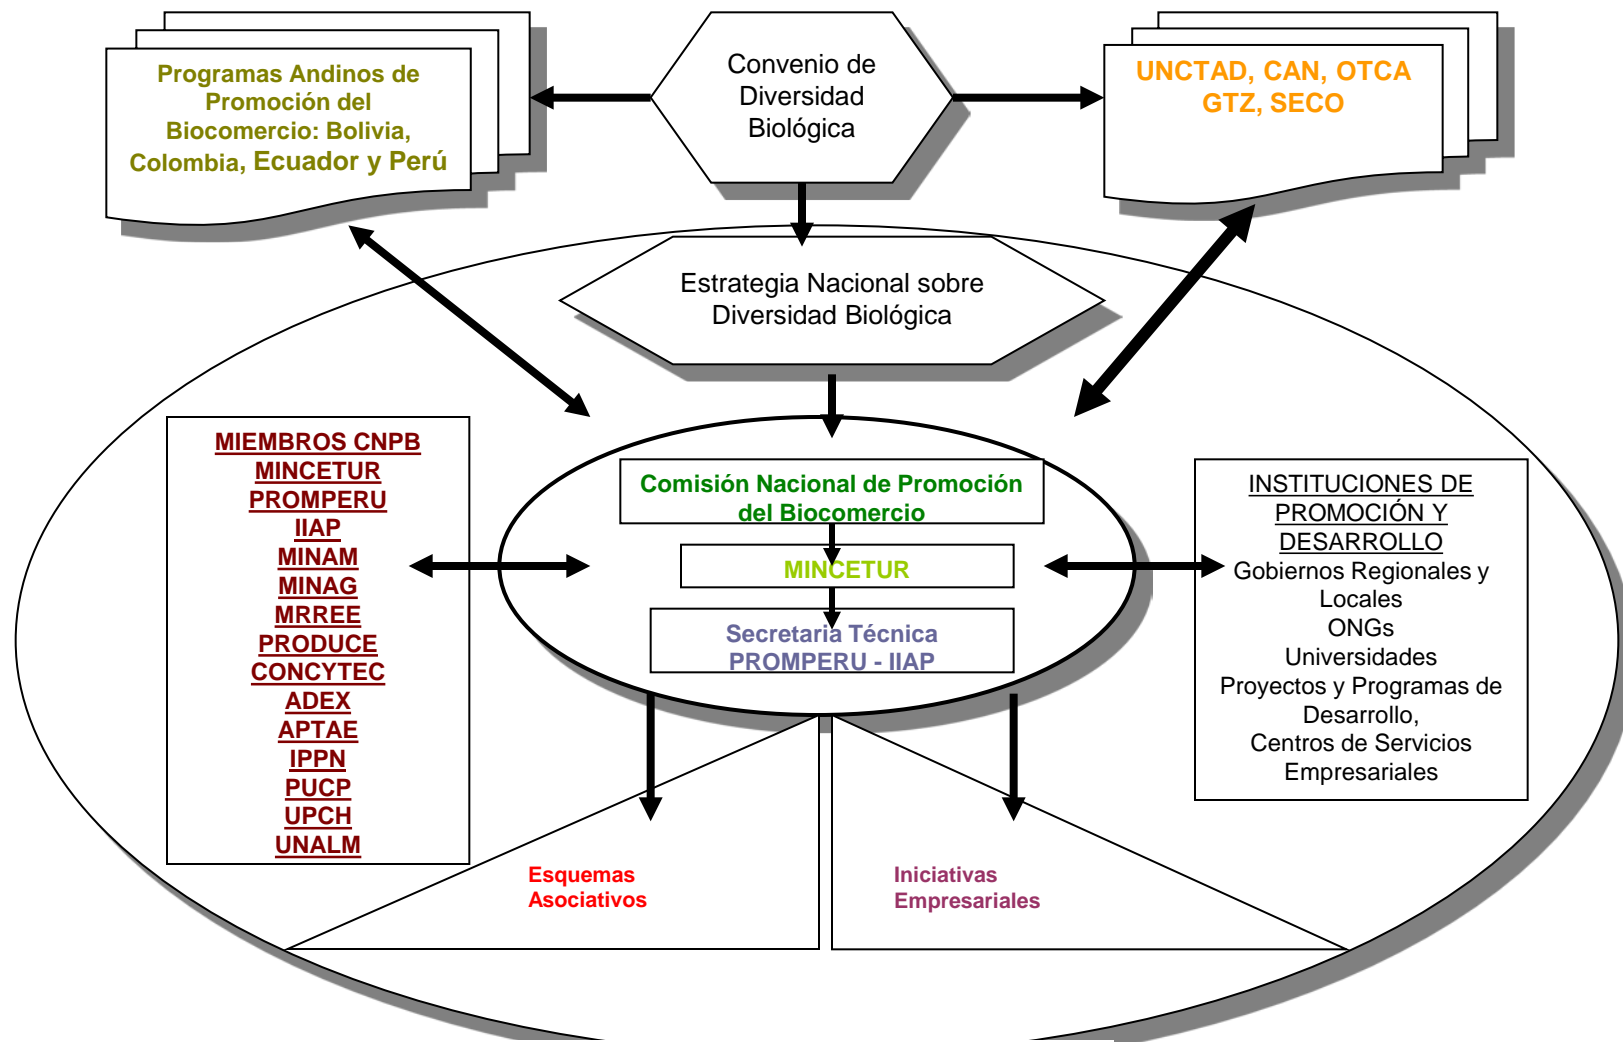 Programas Andinos de
Promoción del
Biocomercio: Bolivia,
Colombia, Ecuador y Perú
Convenio de
Diversidad
Biológica
UNCTAD, CAN, OTCA
GTZ, SECO
Estrategia Nacional sobre
Diversidad Biológica
MIEMBROS CNPB
MINCETUR
PROMPERU
IIAP
MINAM
MINAG
MRREE
PRODUCE
CONCYTEC
ADEX
APTAE
IPPN
PUCP
UPCH
UNALM
Comisión Nacional de Promoción
del Biocomercio
MINCETUR
Secretaria Técnica
PROMPERU - IIAP
INSTITUCIONES DE
PROMOCIÓN Y
DESARROLLO
Gobiernos Regionales y
Locales
ONGs
Universidades
Proyectos y Programas de
Desarrollo,
Centros de Servicios
Empresariales
Esquemas
Asociativos
Iniciativas
Empresariales